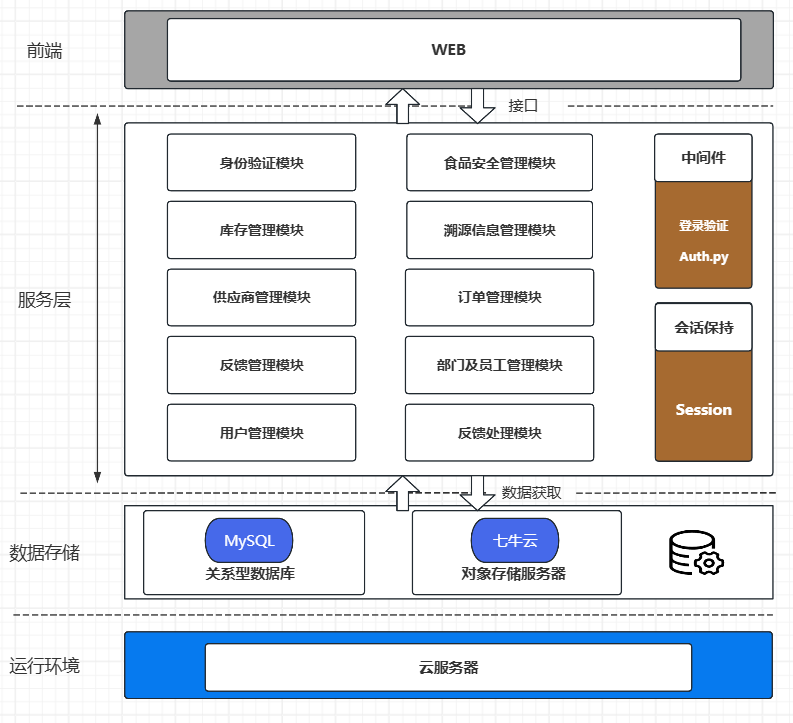 前端
WEB
接口
服务层
身份验证模块
食品安全管理模块
中间件
库存管理模块
溯源信息管理模块
登录验证
Auth.py
供应商管理模块
订单管理模块
会话保持
反馈管理模块
部门及员工管理模块
Session
用户管理模块
反馈处理模块
数据获取
数据存储
MySQL
关系型数据库
七牛云
对象存储服务器
运行环境
云服务器